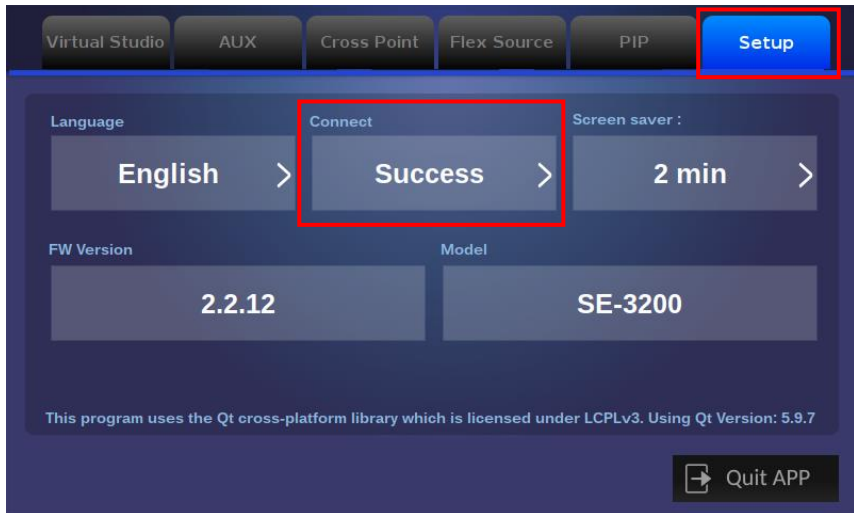 Virtual Studio AUX Cross Point Flex Source PIP Setup
Language Connect Screen saver :
English Success 2 min
FW Version Model
2.2.12 SE-3200
This program uses the Qt cross-platform library which is licensed under LCPLv3. Using Qt Version: 5.9.7
Quit APP